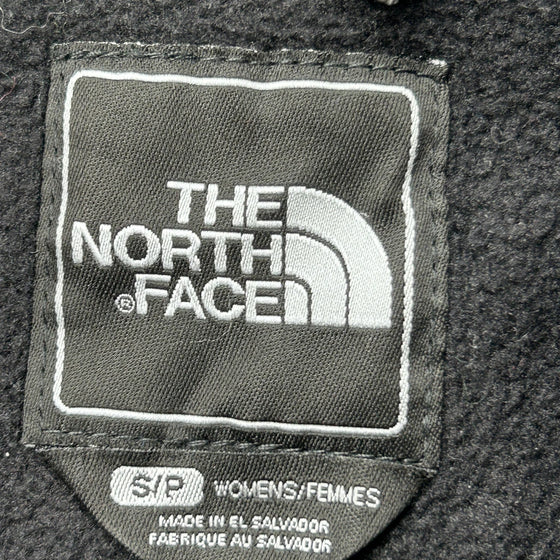 THE
NORTH
®FACE
S/P WOMENS/FEMMES
MADE IN EL SALVADOR
FABRIQUE AU SALVADOR